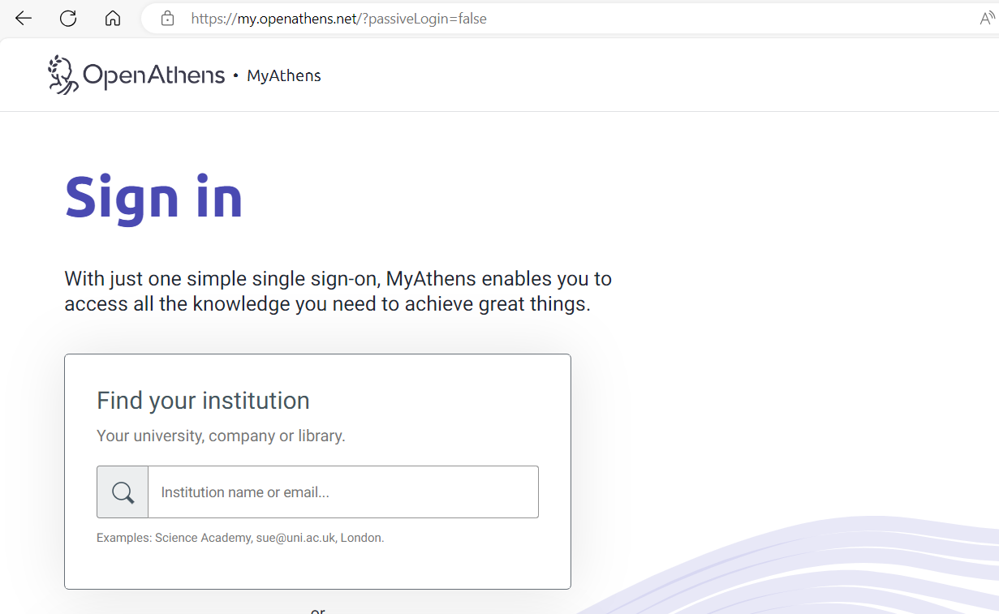 https://my.openathens.net/?passiveLogin=false
OpenAthens • MyAthens
Sign in
With just one simple single sign-on, MyAthens enables you to
access all the knowledge you need to achieve great things.
Find your institution
Your university, company or library.
Institution name or email...
Examples: Science Academy, sue@uni.ac.uk, London.
or